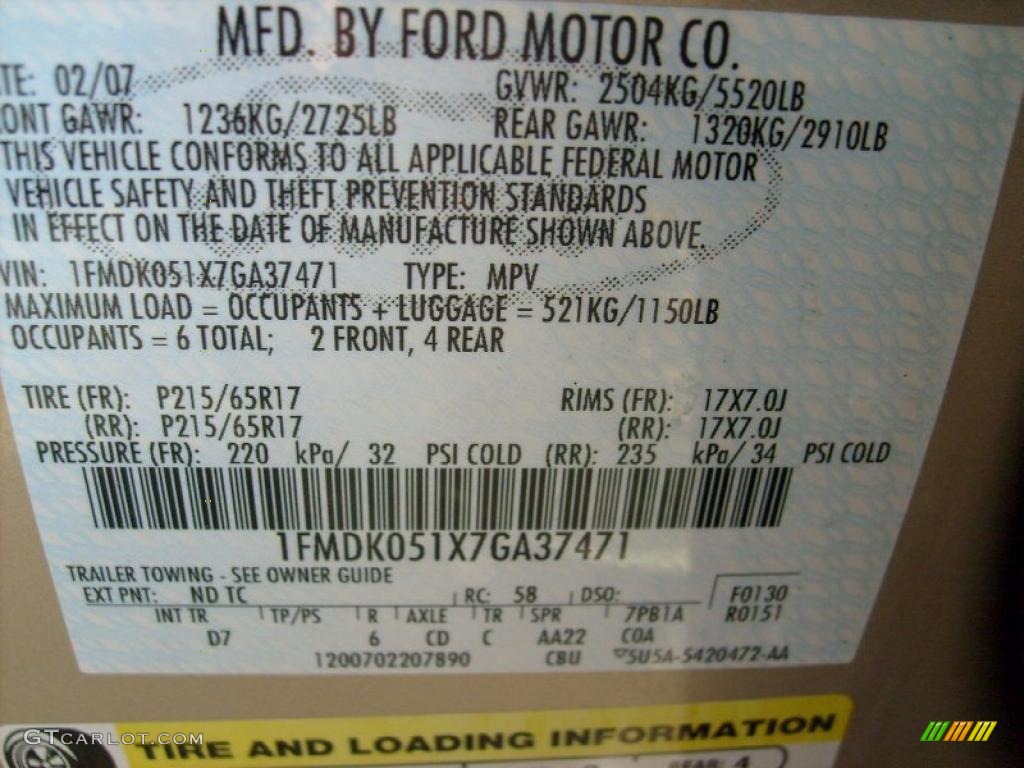 MFD. BY FORD MOTOR CO.
TE: 02/07 GVWR: 2504KG/5520LB
ONT GAWR: 1236KG/2725LB REAR GAWR: 1320KG/2910LB
THIS VEHICLE CONFORMS TO ALL APPLICABLE FEDERAL MOTOR
VEHICLE SAFETY AND THEFT PREVENTION STANDARDS
IN EFFECT ON THE DATE OF MANUFACTURE SHOWN ABOVE.
VIN: 1FMDK051X7GA37471 TYPE: MPV
MAXIMUM LOAD = OCCUPANTS + LUGGAGE = 521KG/1150LB
OCCUPANTS = 6 TOTAL; 2 FRONT, 4 REAR
TIRE (FR): P215/65R17 RIMS (FR): 17X7.0J
(RR): P215/65R17 (RR): 17X7.0J
PRESSURE (FR): 220 kPa/ 32 PSI COLD (RR): 235 kPa/ 34 PSI COLD
1FMDK051X7GA37471
TRAILER TOWING - SEE OWNER GUIDE
EXT PNT: ND TC RC: 58 DSO: F0130
INT TR TP/PS R AXLE TR SPR 7PB1A R0151
D7 6 CD C AA22 COA
1200702207890 CBU 5U5A-5420472-AA
TIRE AND LOADING INFORMATION
REAR: 4
GTCarLot.com